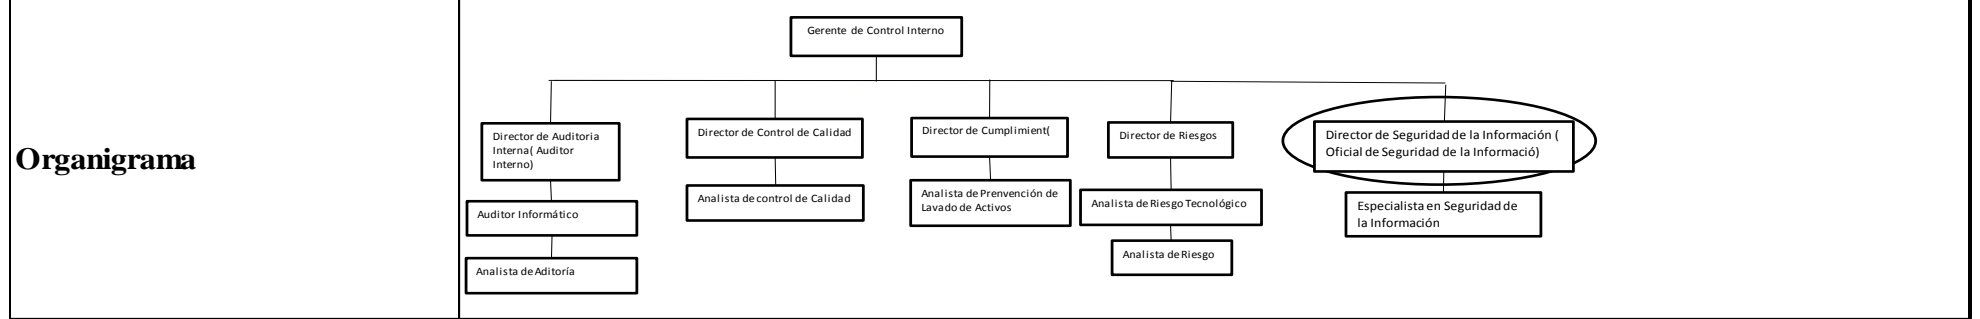 Organigrama
Gerente de Control Interno
Director de Auditoria
Interna( Auditor
Interno)
Auditor Informático
Analista de Aditoría
Director de Control de Calidad
Analista de control de Calidad
Director de Cumplimient(
Analista de Prenvención de
Lavado de Activos
Director de Riesgos
Analista de Riesgo Tecnológico
Analista de Riesgo
Director de Seguridad de la Información (
Oficial de Seguridad de la Informació)
Especialista en Seguridad de
la Información